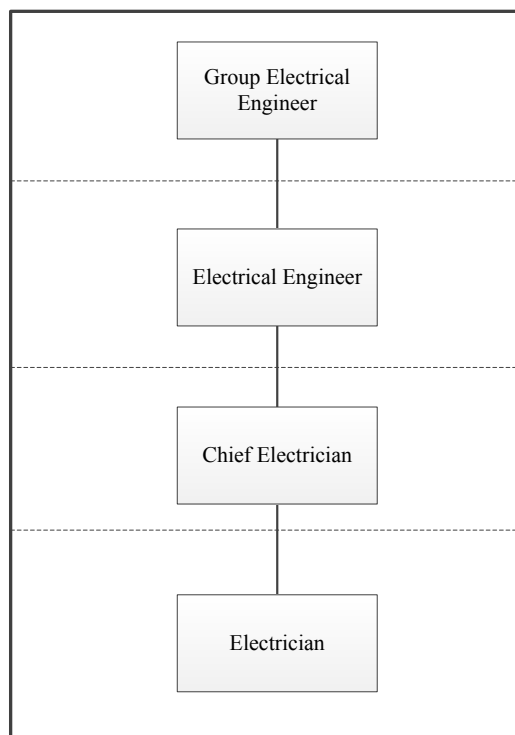 Group Electrical
Engineer
Electrical Engineer
Chief Electrician
Electrician